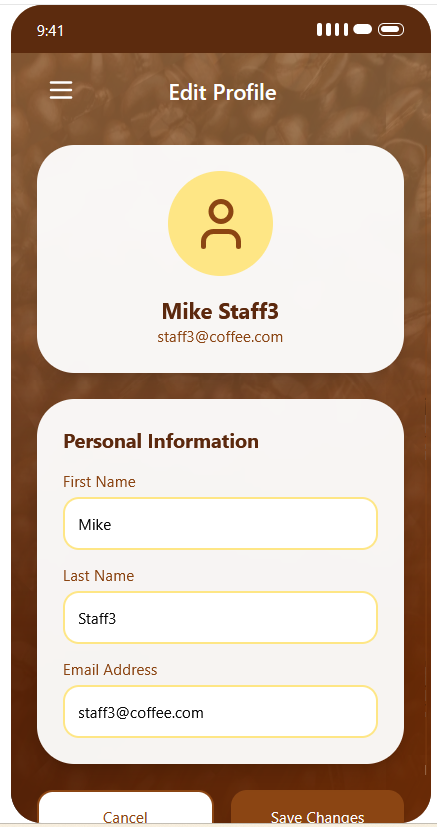 9:41
Edit Profile
Mike Staff3
staff3@coffee.com
Personal Information
First Name
Mike
Last Name
Staff3
Email Address
staff3@coffee.com
Cancel
Save Changes